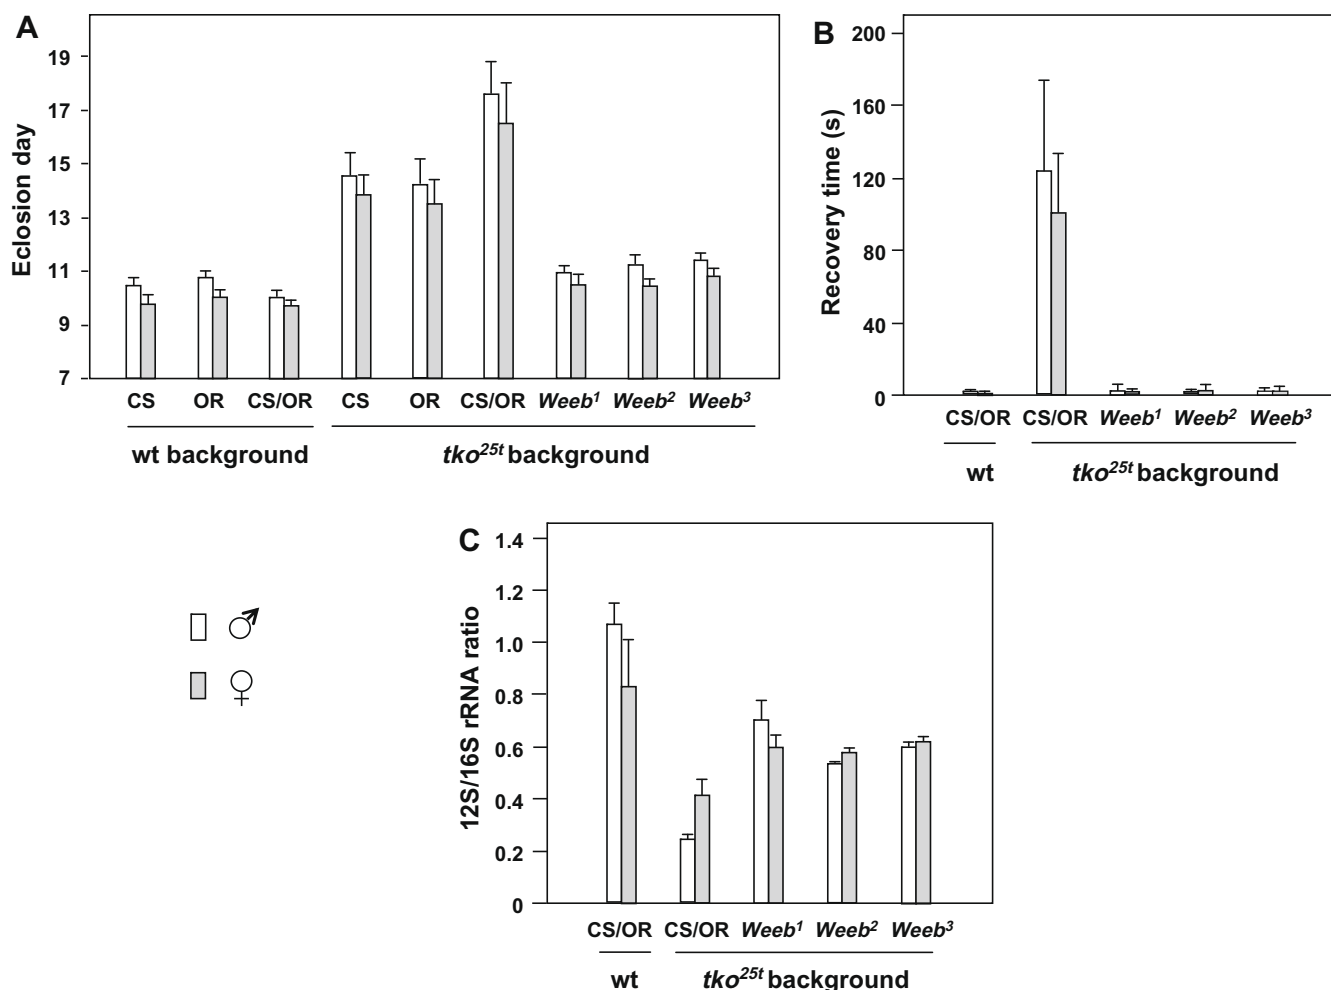 A
Eclosion day
19
17
15
13
11
9
7
CS OR CS/OR CS OR CS/OR Weeb¹ Weeb² Weeb³
wt background tko²⁵ᵗ background
B
Recovery time (s)
200
160
120
80
40
0
CS/OR CS/OR Weeb¹ Weeb² Weeb³
wt tko²⁵ᵗ background
♂
♀
C
12S/16S rRNA ratio
1.4
1.2
1.0
0.8
0.6
0.4
0.2
0
CS/OR CS/OR Weeb¹ Weeb² Weeb³
wt tko²⁵ᵗ background